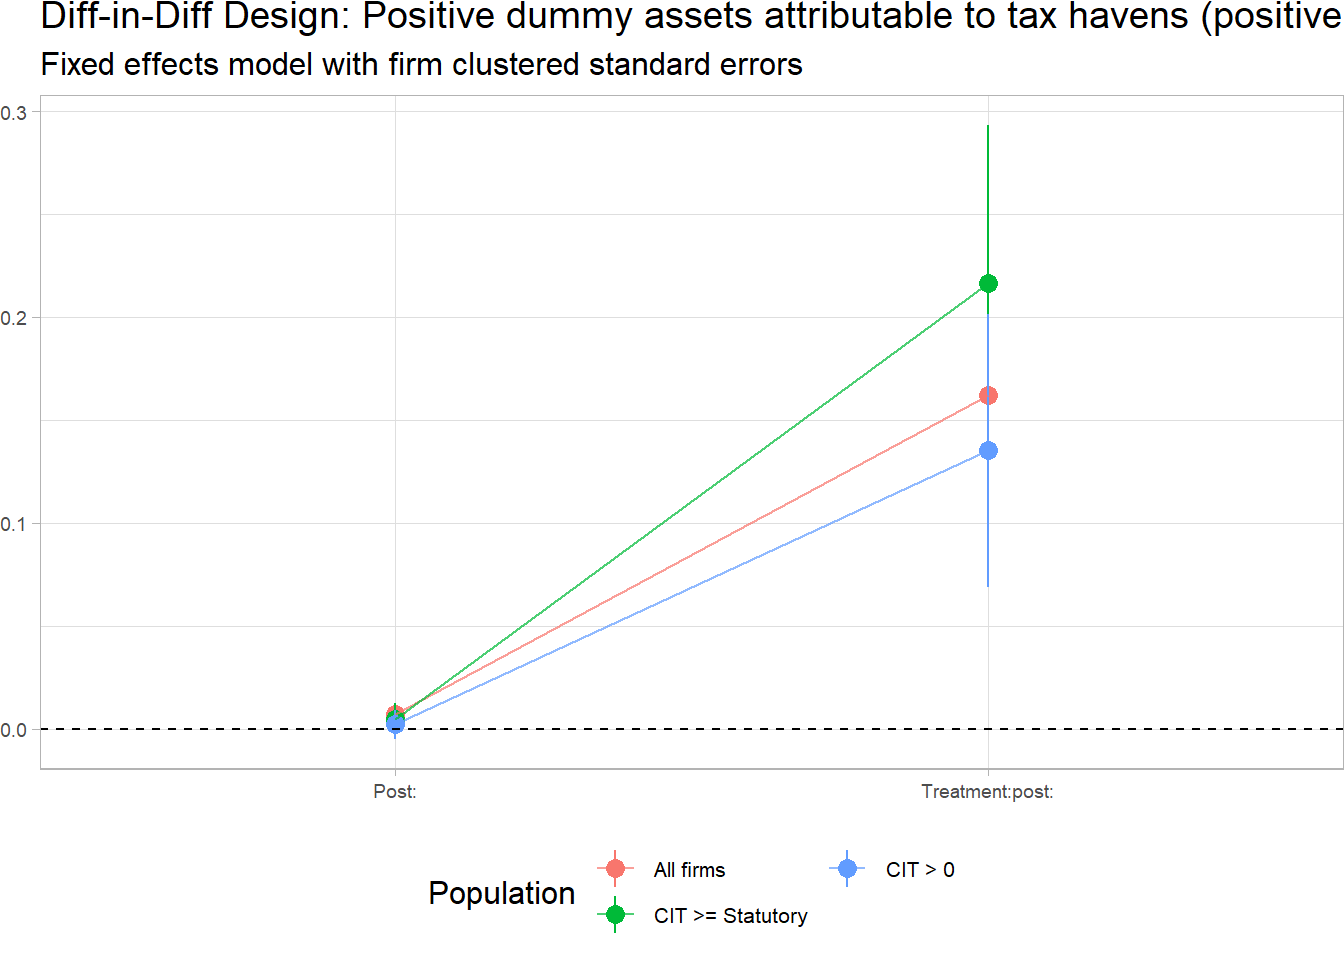 Diff-in-Diff Design: Positive dummy assets attributable to tax havens (positive
Fixed effects model with firm clustered standard errors
0.3
0.2
0.1
0.0
Post:
Treatment:post:
Population
All firms
CIT > 0
CIT >= Statutory